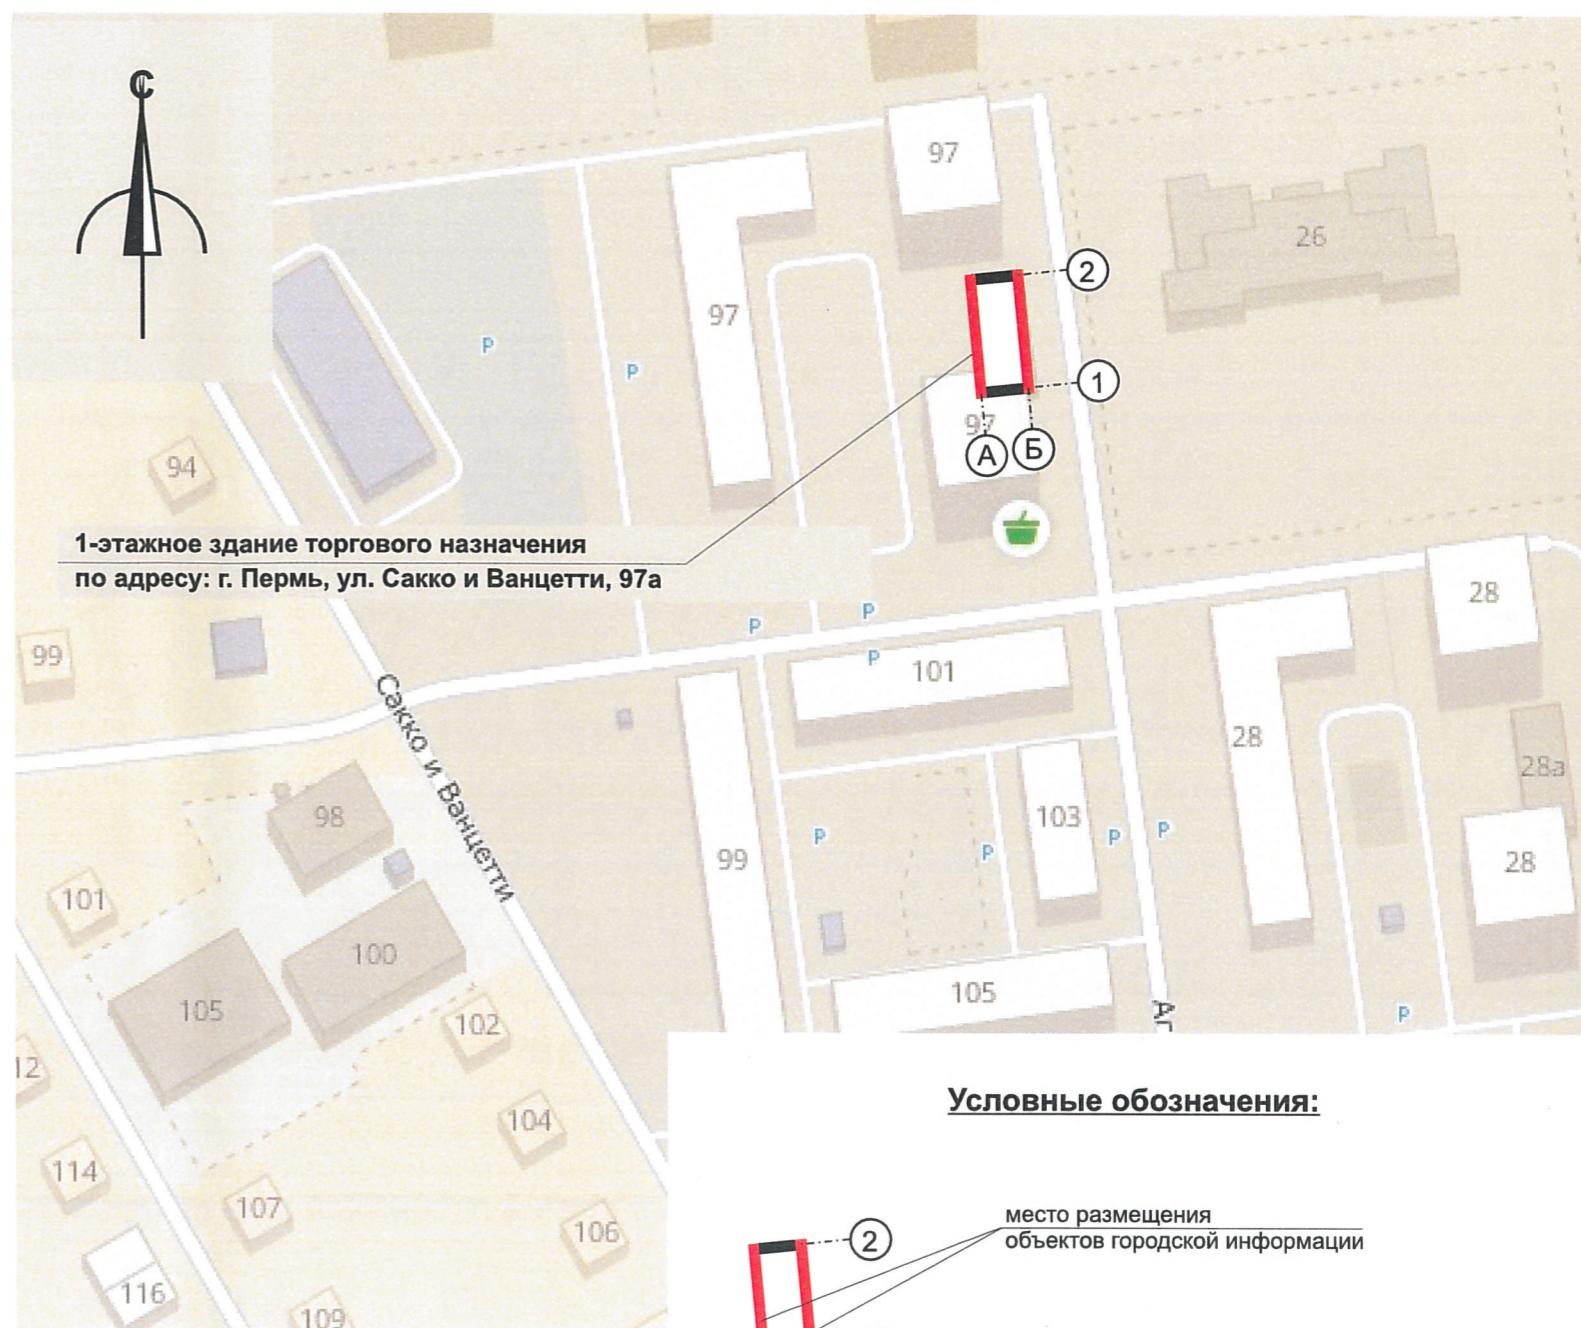 С
97
97
26
2
1
97
А
Б
P
P
94
1-этажное здание торгового назначения
по адресу: г. Пермь, ул. Сакко и Ванцетти, 97а
28
P
P
P
99
101
Сакко и Ванцетти
28
28а
98
103
P
P
P
P
99
28
101
100
105
105
102
P
12
104
114
107
106
116
109
Условные обозначения:
место размещения
объектов городской информации
2